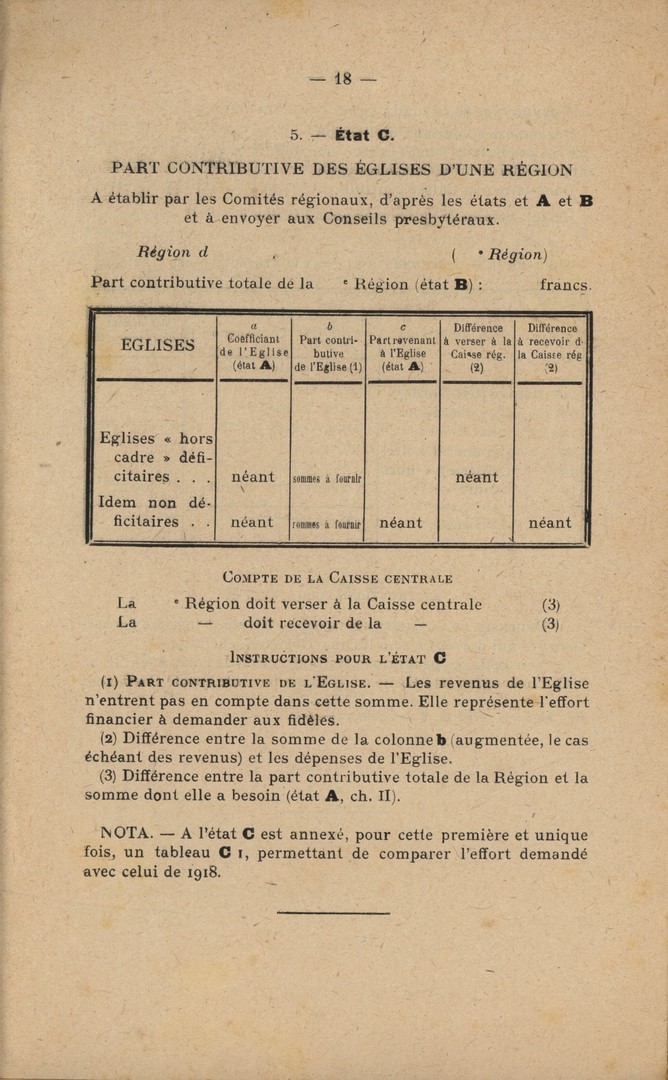 — 18 —
5. — État C.
PART CONTRIBUTIVE DES ÉGLISES D'UNE RÉGION
A établir par les Comités régionaux, d'après les états et A et B
et à envoyer aux Conseils presbytéraux.
Région d . ( e Région)
Part contributive totale de la e Région (état B) : francs.
EGLISES
a
Coëfficiant
de l'Eglise
(état A)
b
Part contri-
butive
de l'Eglise (1)
c
Part revenant
à l'Eglise
(état A)
Différence
à verser à la
Caisse rég.
(2)
Différence
à recevoir d-
la Caisse rég
(2)
Eglises « hors
cadre » défi-
citaires . . . néant sommes à fournir néant
Idem non dé-
ficitaires . . néant sommes à fournir néant néant
COMPTE DE LA CAISSE CENTRALE
La e Région doit verser à la Caisse centrale (3)
La — doit recevoir de la — (3)
INSTRUCTIONS POUR L'ÉTAT C
(1) PART CONTRIBUTIVE DE L'EGLISE. — Les revenus de l'Eglise
n'entrent pas en compte dans cette somme. Elle représente l'effort
financier à demander aux fidèles.
(2) Différence entre la somme de la colonne b (augmentée, le cas
échéant des revenus) et les dépenses de l'Eglise.
(3) Différence entre la part contributive totale de la Région et la
somme dont elle a besoin (état A, ch. II).
NOTA. — A l'état C est annexé, pour cette première et unique
fois, un tableau C 1, permettant de comparer l'effort demandé
avec celui de 1918.